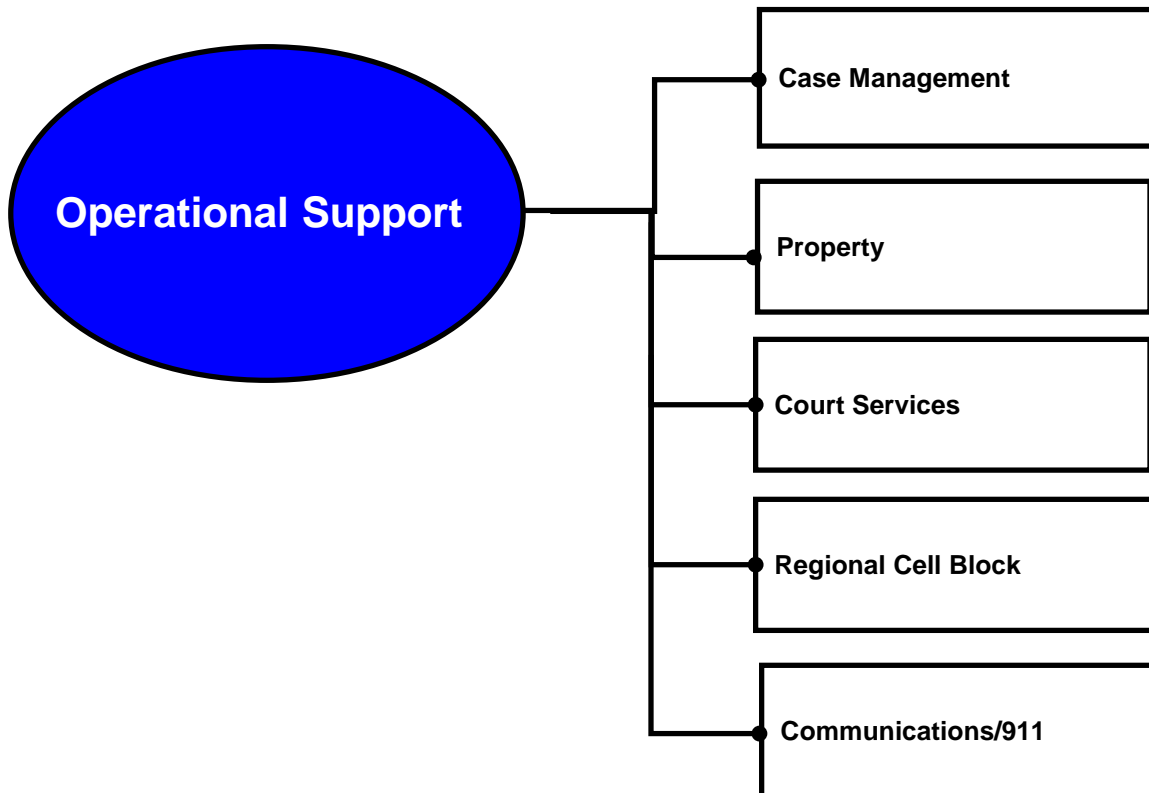 Operational Support
Case Management
Property
Court Services
Regional Cell Block
Communications/911